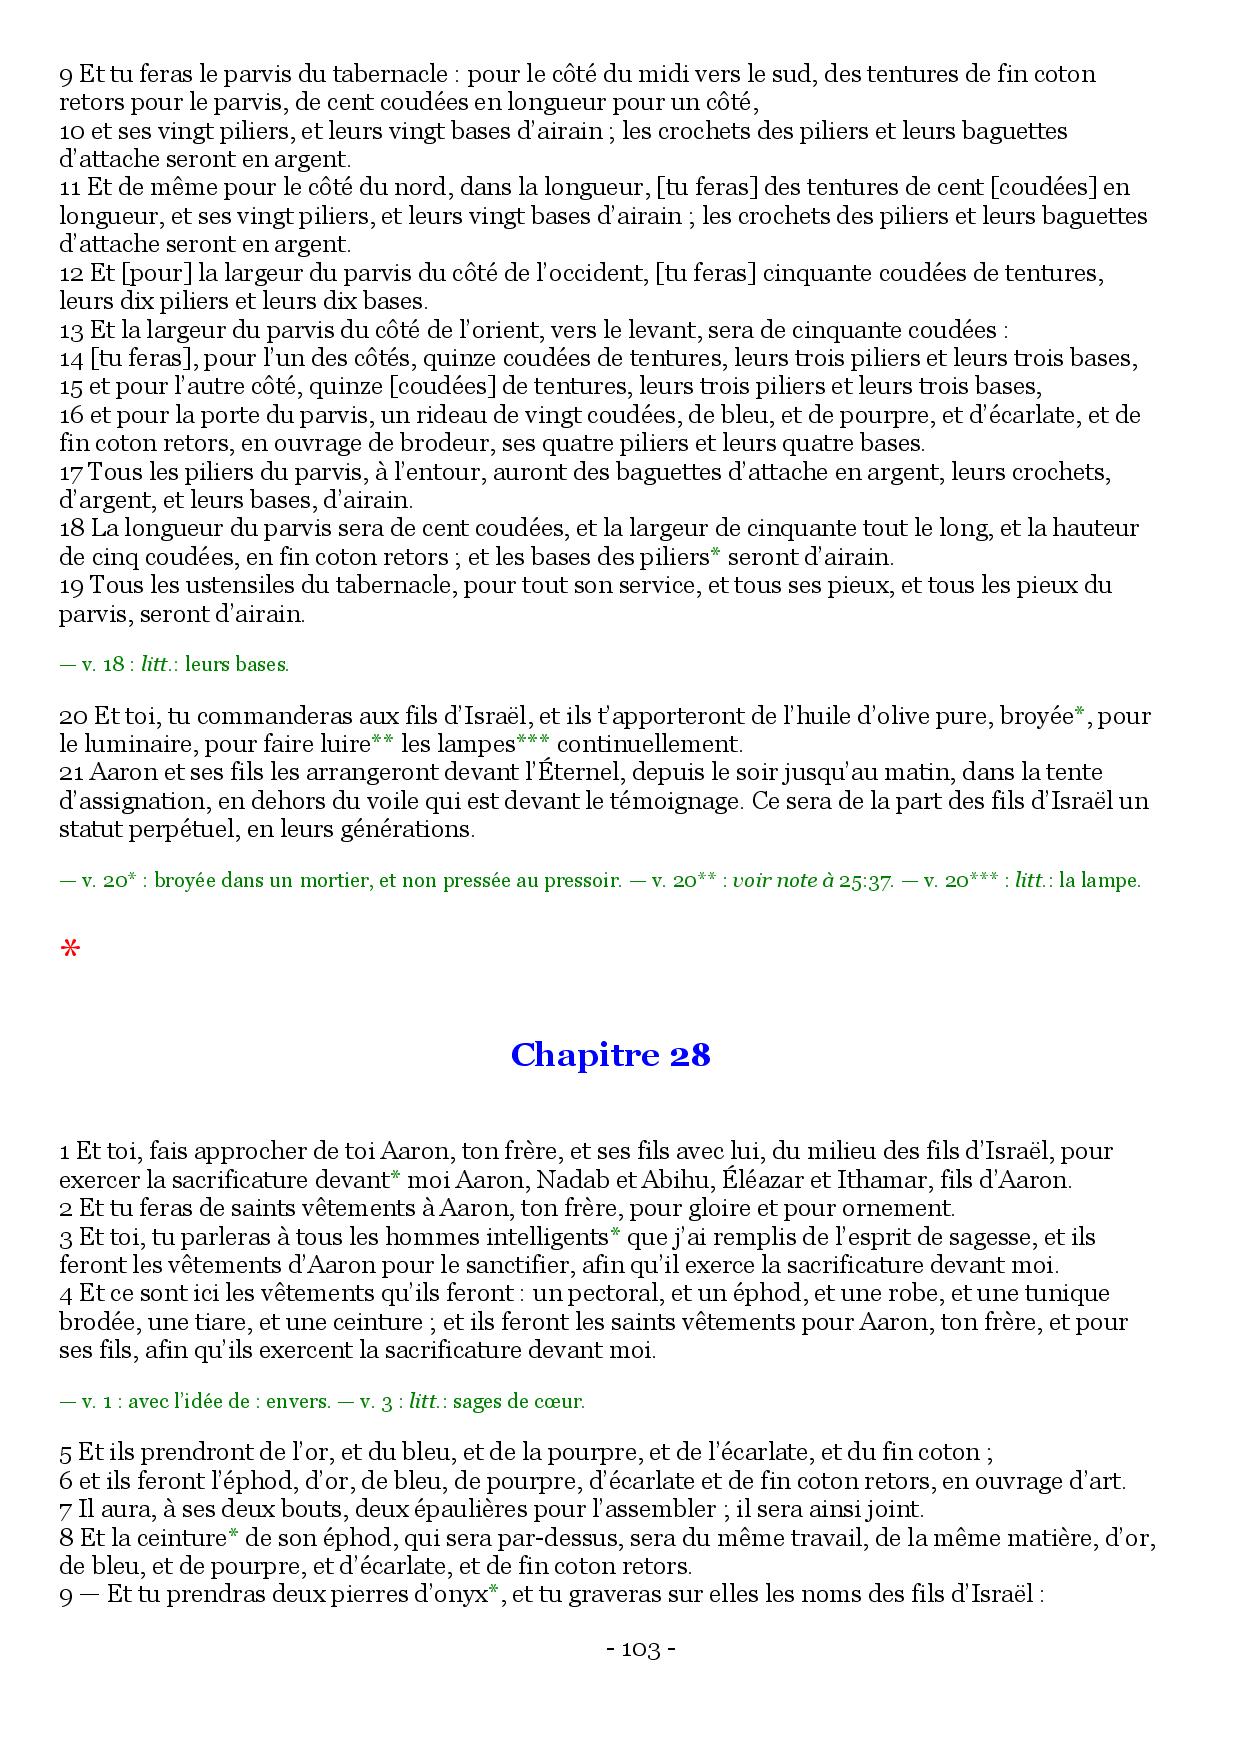 9 Et tu feras le parvis du tabernacle : pour le côté du midi vers le sud, des tentures de fin coton
retors pour le parvis, de cent coudées en longueur pour un côté,
10 et ses vingt piliers, et leurs vingt bases d’airain ; les crochets des piliers et leurs baguettes
d’attache seront en argent.
11 Et de même pour le côté du nord, dans la longueur, [tu feras] des tentures de cent [coudées] en
longueur, et ses vingt piliers, et leurs vingt bases d’airain ; les crochets des piliers et leurs baguettes
d’attache seront en argent.
12 Et [pour] la largeur du parvis du côté de l’occident, [tu feras] cinquante coudées de tentures,
leurs dix piliers et leurs dix bases.
13 Et la largeur du parvis du côté de l’orient, vers le levant, sera de cinquante coudées :
14 [tu feras], pour l’un des côtés, quinze coudées de tentures, leurs trois piliers et leurs trois bases,
15 et pour l’autre côté, quinze [coudées] de tentures, leurs trois piliers et leurs trois bases,
16 et pour la porte du parvis, un rideau de vingt coudées, de bleu, et de pourpre, et d’écarlate, et de
fin coton retors, en ouvrage de brodeur, ses quatre piliers et leurs quatre bases.
17 Tous les piliers du parvis, à l’entour, auront des baguettes d’attache en argent, leurs crochets,
d’argent, et leurs bases, d’airain.
18 La longueur du parvis sera de cent coudées, et la largeur de cinquante tout le long, et la hauteur
de cinq coudées, en fin coton retors ; et les bases des piliers* seront d’airain.
19 Tous les ustensiles du tabernacle, pour tout son service, et tous ses pieux, et tous les pieux du
parvis, seront d’airain.
— v. 18 : litt.: leurs bases.
20 Et toi, tu commanderas aux fils d’Israël, et ils t’apporteront de l’huile d’olive pure, broyée*, pour
le luminaire, pour faire luire** les lampes*** continuellement.
21 Aaron et ses fils les arrangeront devant l’Éternel, depuis le soir jusqu’au matin, dans la tente
d’assignation, en dehors du voile qui est devant le témoignage. Ce sera de la part des fils d’Israël un
statut perpétuel, en leurs générations.
— v. 20* : broyée dans un mortier, et non pressée au pressoir. — v. 20** : voir note à 25:37. — v. 20*** : litt.: la lampe.
*
Chapitre 28
1 Et toi, fais approcher de toi Aaron, ton frère, et ses fils avec lui, du milieu des fils d’Israël, pour
exercer la sacrificature devant* moi Aaron, Nadab et Abihu, Éléazar et Ithamar, fils d’Aaron.
2 Et tu feras de saints vêtements à Aaron, ton frère, pour gloire et pour ornement.
3 Et toi, tu parleras à tous les hommes intelligents* que j’ai remplis de l’esprit de sagesse, et ils
feront les vêtements d’Aaron pour le sanctifier, afin qu’il exerce la sacrificature devant moi.
4 Et ce sont ici les vêtements qu’ils feront : un pectoral, et un éphod, et une robe, et une tunique
brodée, une tiare, et une ceinture ; et ils feront les saints vêtements pour Aaron, ton frère, et pour
ses fils, afin qu’ils exercent la sacrificature devant moi.
— v. 1 : avec l’idée de : envers. — v. 3 : litt.: sages de cœur.
5 Et ils prendront de l’or, et du bleu, et de la pourpre, et de l’écarlate, et du fin coton ;
6 et ils feront l’éphod, d’or, de bleu, de pourpre, d’écarlate et de fin coton retors, en ouvrage d’art.
7 Il aura, à ses deux bouts, deux épaulières pour l’assembler ; il sera ainsi joint.
8 Et la ceinture* de son éphod, qui sera par-dessus, sera du même travail, de la même matière, d’or,
de bleu, et de pourpre, et d’écarlate, et de fin coton retors.
9 — Et tu prendras deux pierres d’onyx*, et tu graveras sur elles les noms des fils d’Israël :
- 103 -